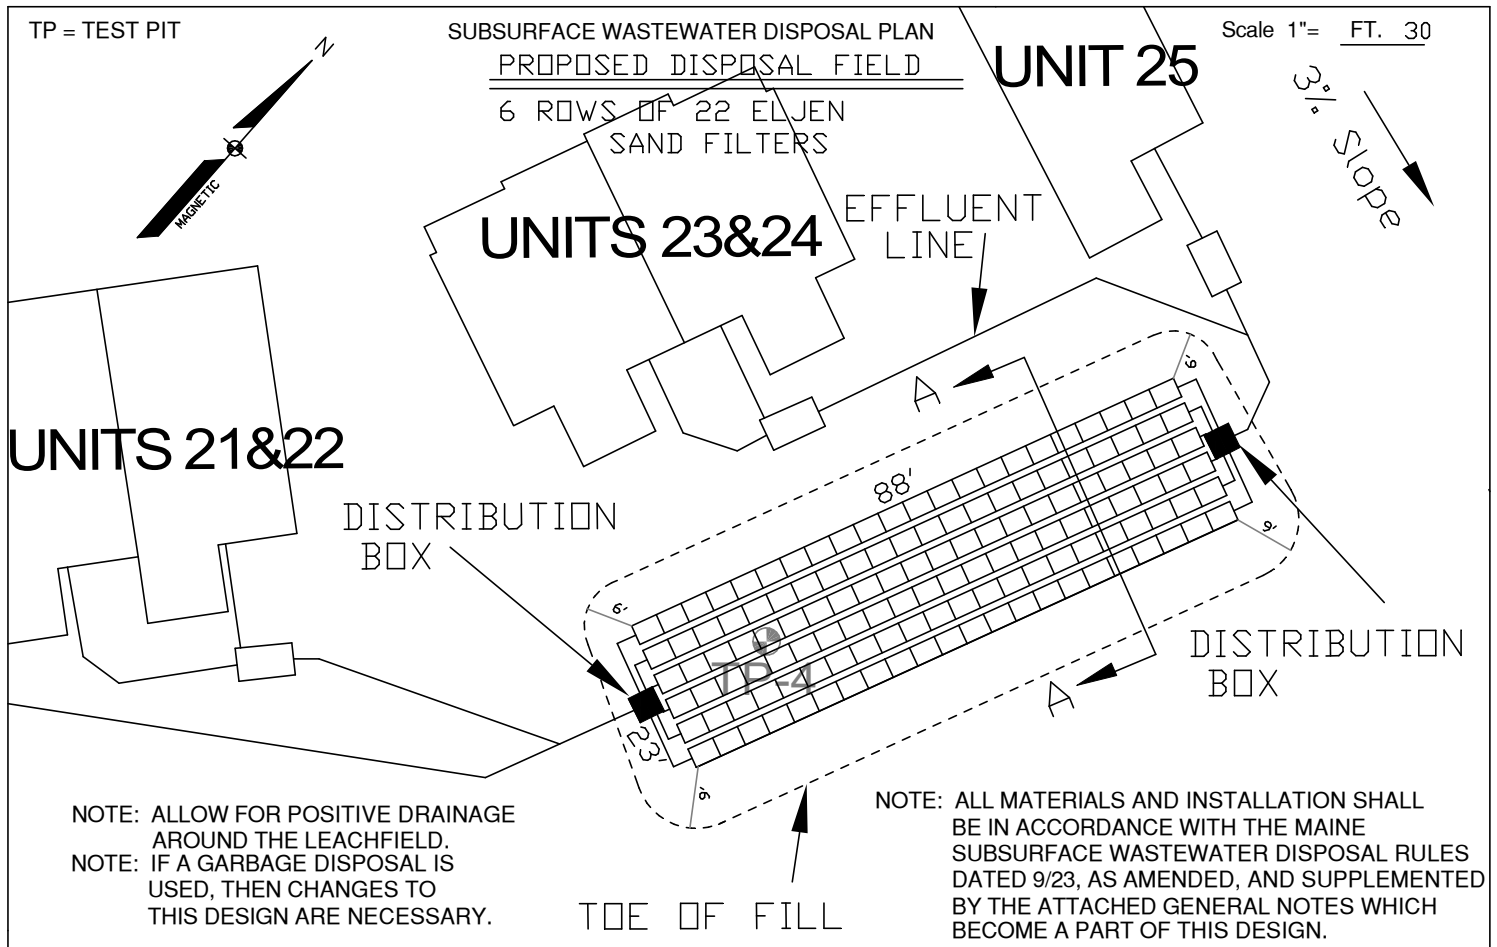 TP = TEST PIT
SUBSURFACE WASTEWATER DISPOSAL PLAN
Scale 1"= FT. 30
PROPOSED DISPOSAL FIELD
6 ROWS OF 22 ELJEN
SAND FILTERS
N
MAGNETIC
UNIT 25
3% Slope
UNITS 23&24
EFFLUENT
LINE
UNITS 21&22
A
88'
6'
9'
DISTRIBUTION
BOX
6'
TP-4
23'
9'
A
DISTRIBUTION
BOX
TOE OF FILL
NOTE: ALLOW FOR POSITIVE DRAINAGE
AROUND THE LEACHFIELD.
NOTE: IF A GARBAGE DISPOSAL IS
USED, THEN CHANGES TO
THIS DESIGN ARE NECESSARY.
NOTE: ALL MATERIALS AND INSTALLATION SHALL
BE IN ACCORDANCE WITH THE MAINE
SUBSURFACE WASTEWATER DISPOSAL RULES
DATED 9/23, AS AMENDED, AND SUPPLEMENTED
BY THE ATTACHED GENERAL NOTES WHICH
BECOME A PART OF THIS DESIGN.